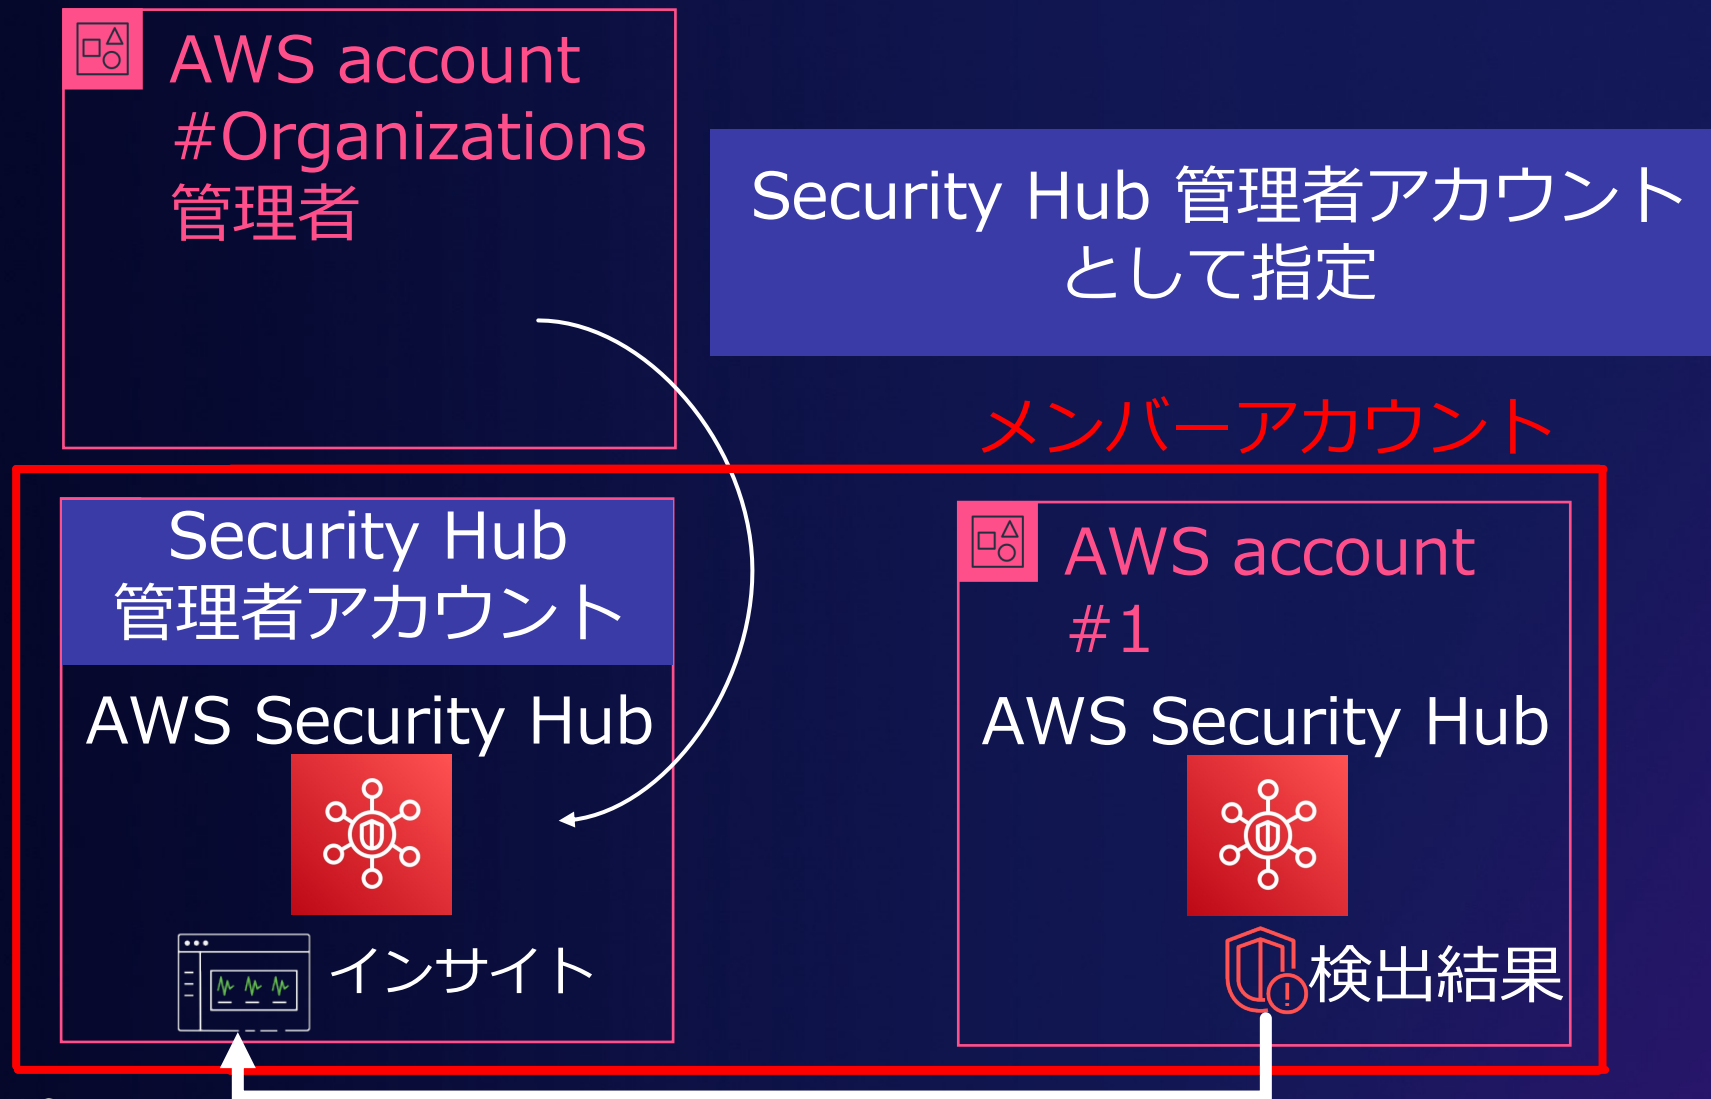 AWS account
#Organizations
管理者
Security Hub 管理者アカウント
として指定
メンバーアカウント
Security Hub
管理者アカウント
AWS Security Hub
インサイト
AWS account
#1
AWS Security Hub
検出結果